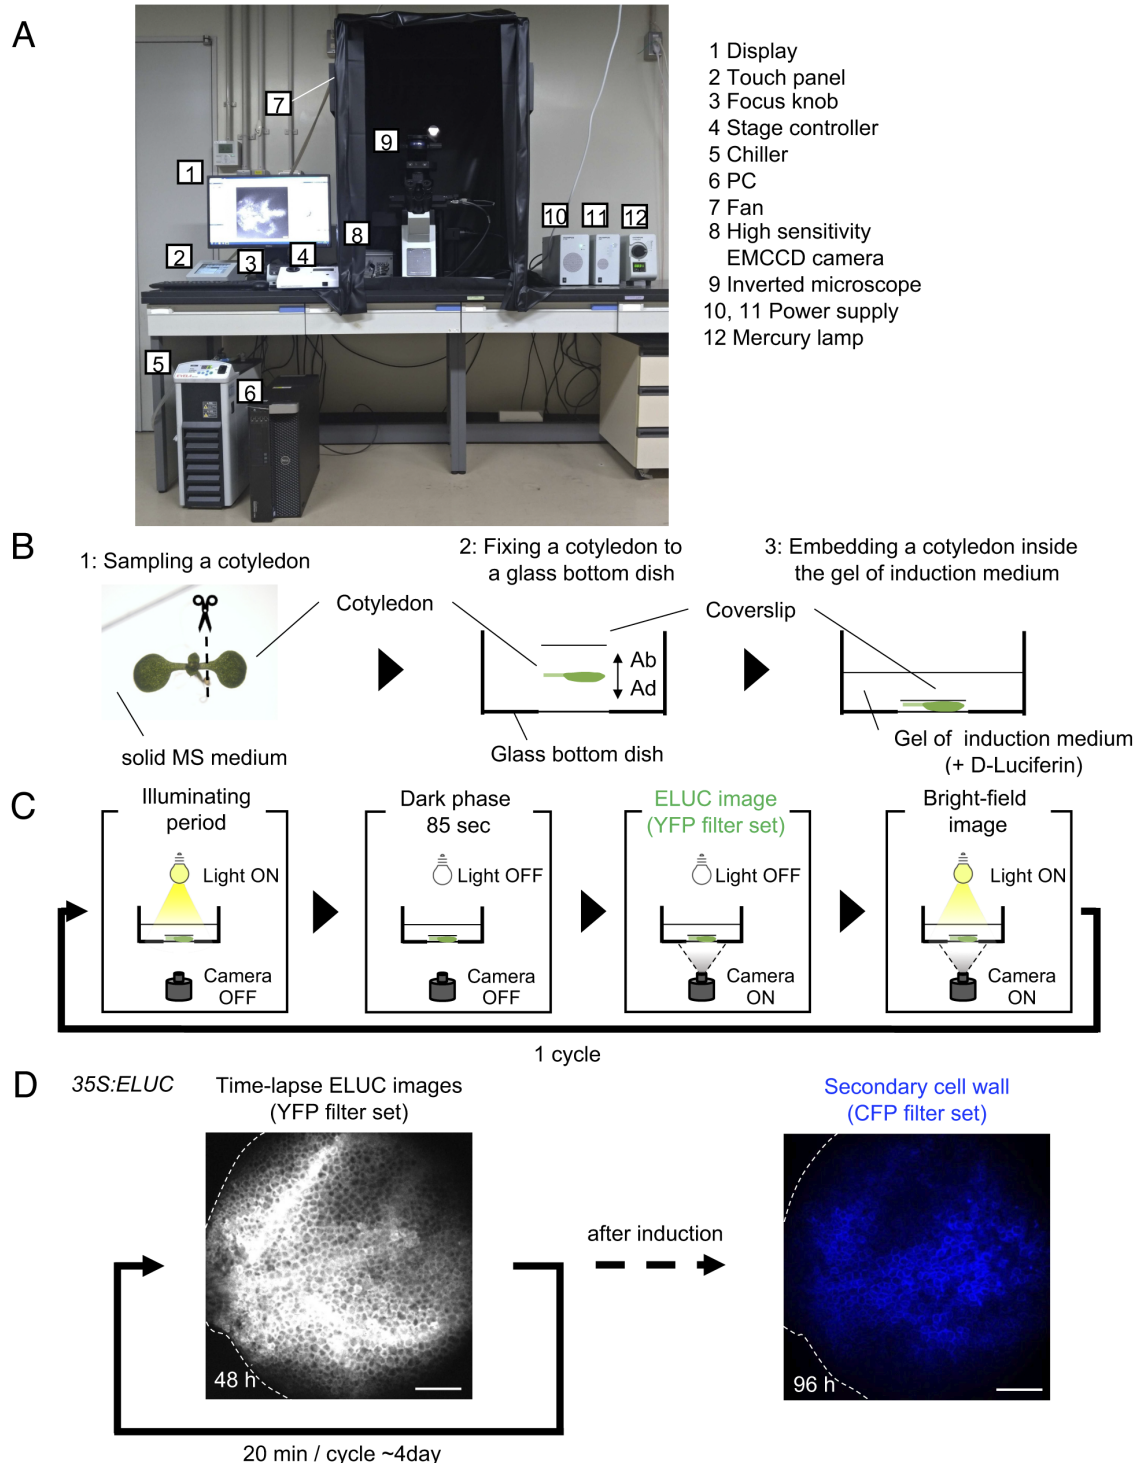 A
1 Display
2 Touch panel
3 Focus knob
4 Stage controller
5 Chiller
6 PC
7 Fan
8 High sensitivity
EMCCD camera
9 Inverted microscope
10, 11 Power supply
12 Mercury lamp
7
9
1
10
11
12
8
2
3
4
5
6
B
1: Sampling a cotyledon
2: Fixing a cotyledon to
a glass bottom dish
3: Embedding a cotyledon inside
the gel of induction medium
Cotyledon
Coverslip
Ab
Ad
solid MS medium
Glass bottom dish
Gel of induction medium
(+ D-Luciferin)
C
Illuminating
period
Light ON
Camera
OFF
Dark phase
85 sec
Light OFF
Camera
OFF
ELUC image
(YFP filter set)
Light OFF
Camera
ON
Bright-field
image
Light ON
Camera
ON
1 cycle
D
35S:ELUC
Time-lapse ELUC images
(YFP filter set)
Secondary cell wall
(CFP filter set)
after induction
48 h
96 h
20 min / cycle ~4day